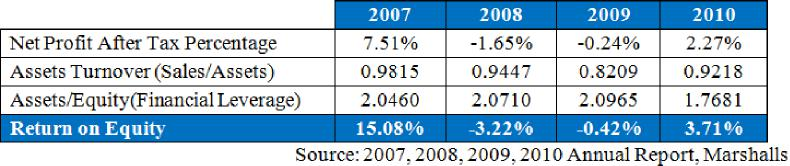 2007 2008 2009 2010
Net Profit After Tax Percentage 7.51% -1.65% -0.24% 2.27%
Assets Turnover (Sales/Assets) 0.9815 0.9447 0.8209 0.9218
Assets/Equity(Financial Leverage) 2.0460 2.0710 2.0965 1.7681
Return on Equity 15.08% -3.22% -0.42% 3.71%
Source: 2007, 2008, 2009, 2010 Annual Report, Marshalls